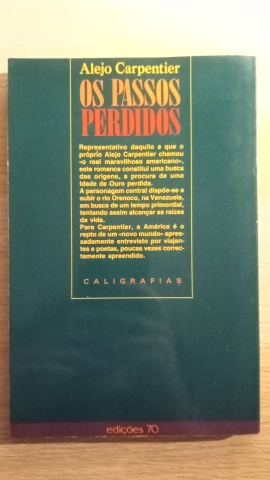 Alejo Carpentier
OS PASSOS
PERDIDOS
Representativo daquilo a que o
próprio Alejo Carpentier chamou
«o real maravilhoso americano»,
este romance constitui uma busca
das origens, a procura de uma
Idade de Ouro perdida.
A personagem central dispõe-se a
subir o rio Orenoco, na Venezuela,
em busca de um tempo primordial,
tentando assim alcançar as raízes
da vida.
Para Carpentier, a América é o
repto de um «novo mundo» apres-
sadamente entrevisto por viajan-
tes e poetas, poucas vezes correc-
tamente apreendido.
CALIGRAFIAS
edições 70